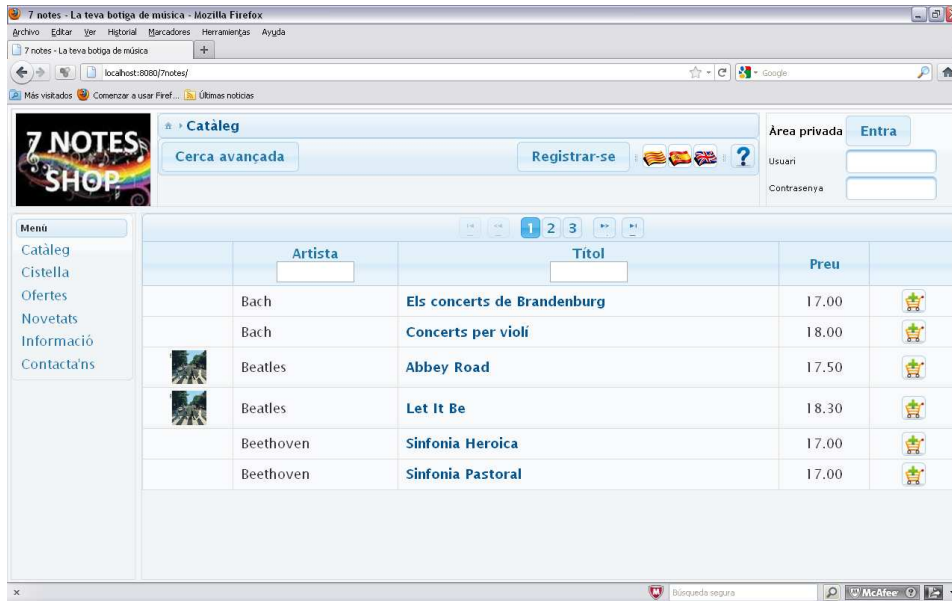 7 notes - La teva botiga de música - Mozilla Firefox
Archivo Editar Ver Historial Marcadores Herramientas Ayuda
7 notes - La teva botiga de música
localhost:8080/7notes/
Google
Más visitados Comenzar a usar Firef... Últimas noticias
7 NOTES SHOP
Catàleg
Cerca avançada Registrar-se
Àrea privada Entra
Usuari
Contrasenya
Menú
Catàleg
Cistella
Ofertes
Novetats
Informació
Contacta'ns
1 2 3
Artista Títol Preu
Bach Els concerts de Brandenburg 17.00
Bach Concerts per violí 18.00
Beatles Abbey Road 17.50
Beatles Let It Be 18.30
Beethoven Sinfonia Heroica 17.00
Beethoven Sinfonia Pastoral 17.00
x Búsqueda segura McAfee